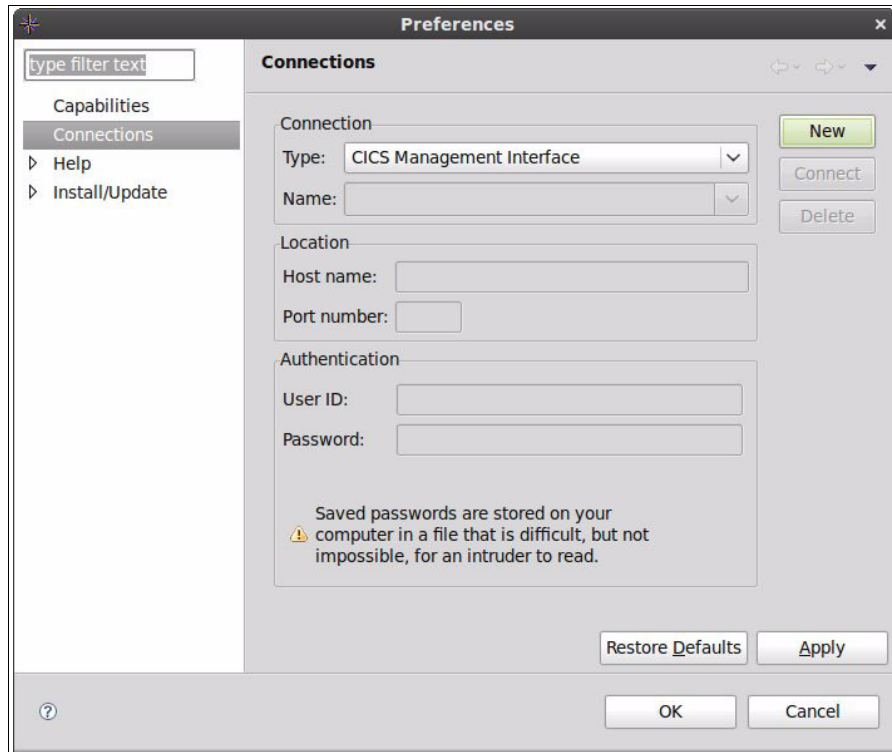 Preferences
type filter text
Capabilities
Connections
Help
Install/Update
Connections
Connection
Type: CICS Management Interface
Name:
New
Connect
Delete
Location
Host name:
Port number:
Authentication
User ID:
Password:
Saved passwords are stored on your
computer in a file that is difficult, but not
impossible, for an intruder to read.
Restore Defaults
Apply
OK
Cancel